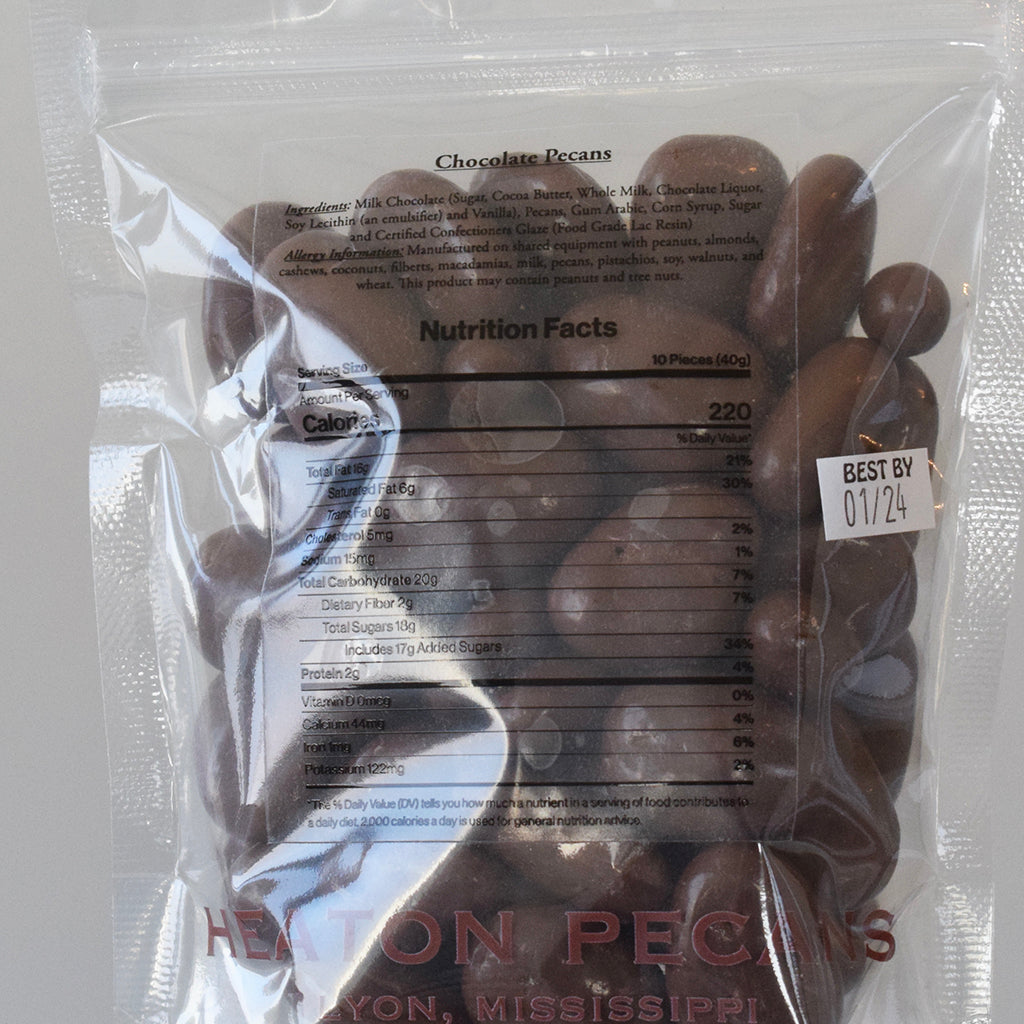 Chocolate Pecans
Ingredients: Milk Chocolate (Sugar, Cocoa Butter, Whole Milk, Chocolate Liquor,
Soy Lecithin (an emulsifier) and Vanilla), Pecans, Gum Arabic, Corn Syrup, Sugar
and Certified Confectioners Glaze (Food Grade Lac Resin)
Allergy Information: Manufactured on shared equipment with peanuts, almonds,
cashews, coconuts, filberts, macadamias, milk, pecans, pistachios, soy, walnuts, and
wheat. This product may contain peanuts and tree nuts.
Nutrition Facts
Serving Size 10 Pieces (40g)
Amount Per Serving
Calories 220
% Daily Value*
Total Fat 16g 21%
Saturated Fat 6g 30%
Trans Fat 0g
Cholesterol 5mg 2%
Sodium 15mg 1%
Total Carbohydrate 20g 7%
Dietary Fiber 2g 7%
Total Sugars 18g
Includes 17g Added Sugars 34%
Protein 2g 4%
Vitamin D 0mcg 0%
Calcium 44mg 4%
Iron 1mg 6%
Potassium 122mg 2%
*The % Daily Value (DV) tells you how much a nutrient in a serving of food contributes to
a daily diet. 2,000 calories a day is used for general nutrition advice.
BEST BY
01/24
HEATON PECANS
LYON, MISSISSIPPI